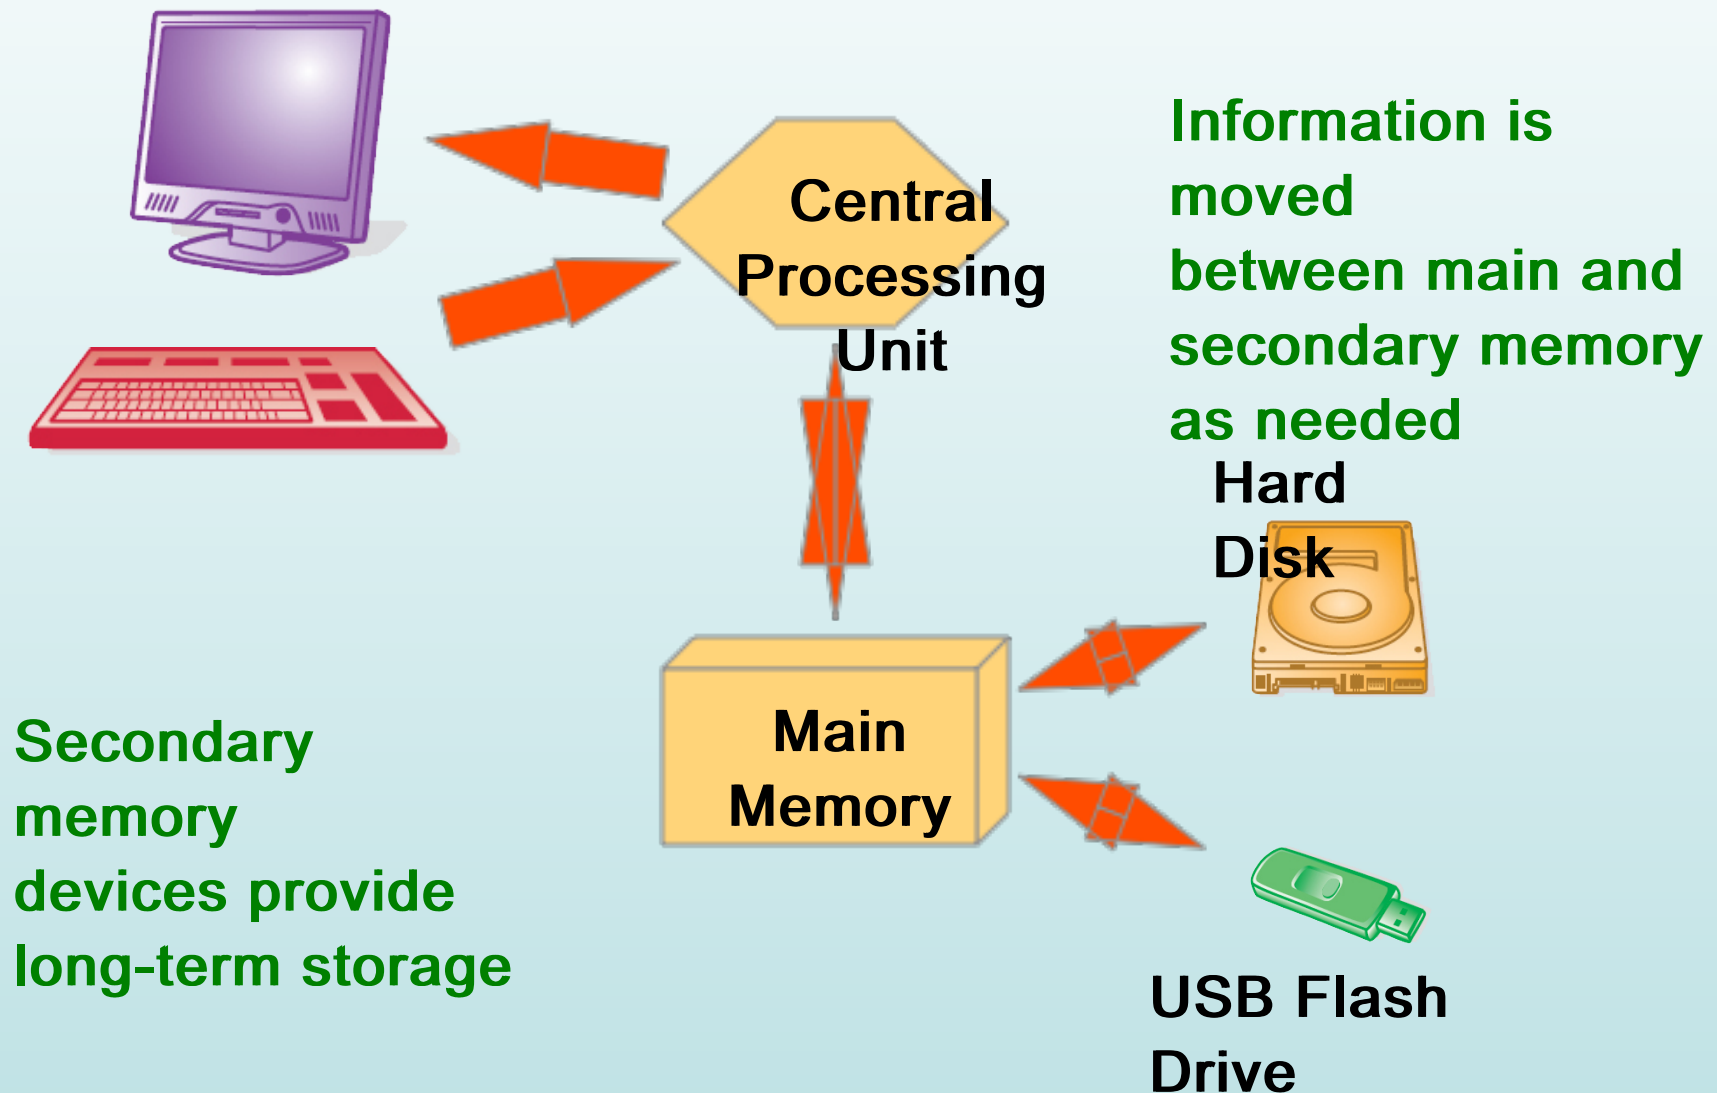 Central
Processing
Unit
Information is
moved
between main and
secondary memory
as needed
Hard
Disk
Main
Memory
Secondary
memory
devices provide
long-term storage
USB Flash
Drive